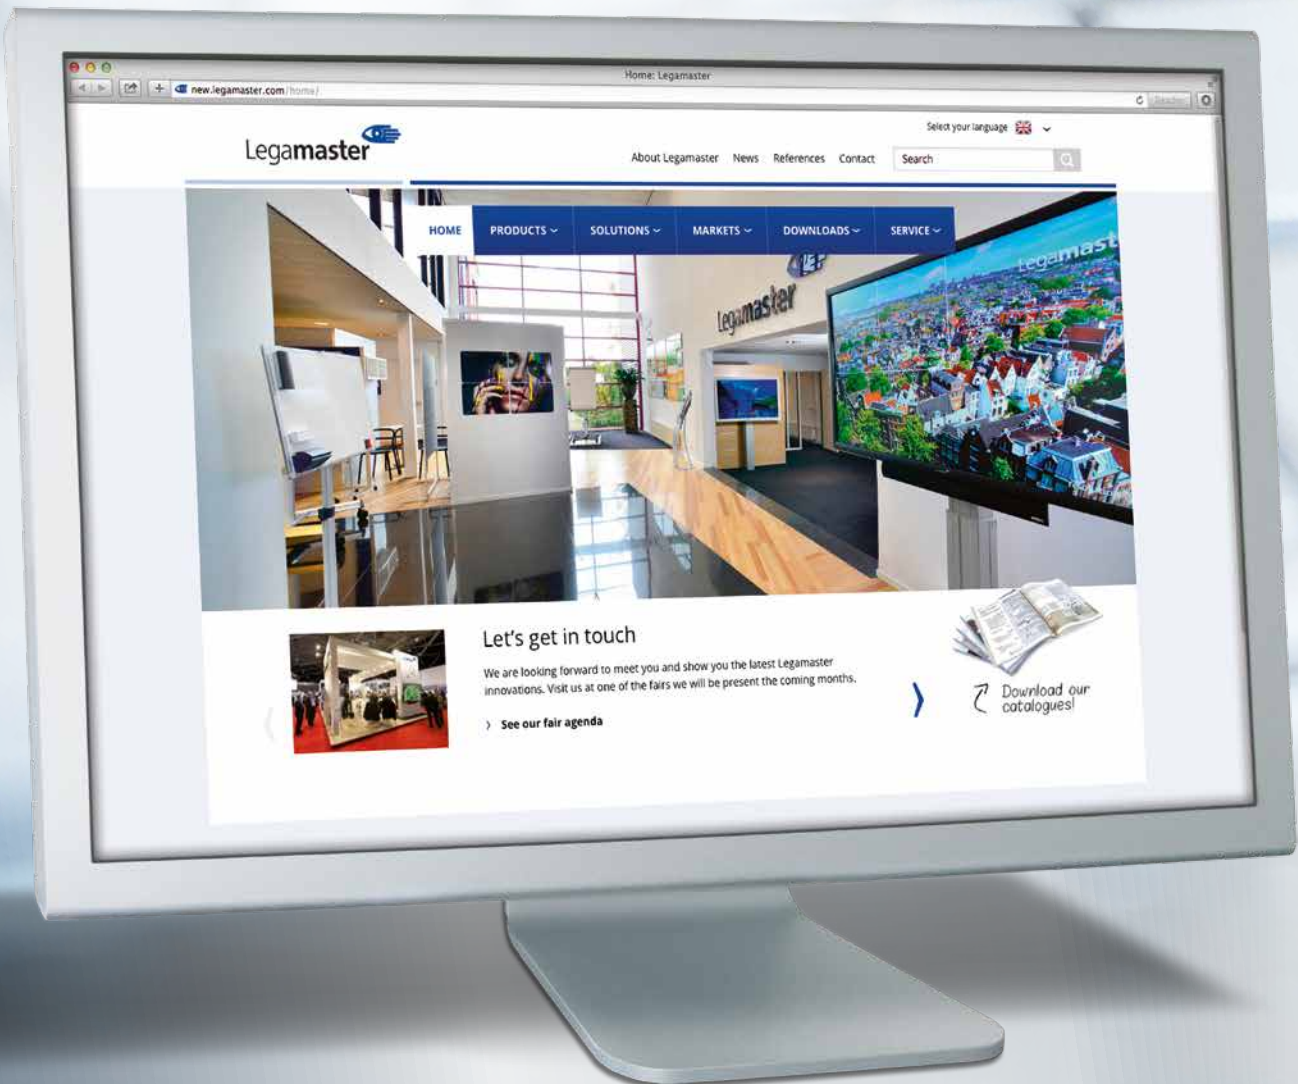 Home: Legamaster
new.legamaster.com/home/
Reader
Select your language
Legamaster
About Legamaster News References Contact Search
HOME PRODUCTS SOLUTIONS MARKETS DOWNLOADS SERVICE
Legamast
Legamaster
Let's get in touch
We are looking forward to meet you and show you the latest Legamaster
innovations. Visit us at one of the fairs we will be present the coming months.
See our fair agenda
Download our
catalogues!